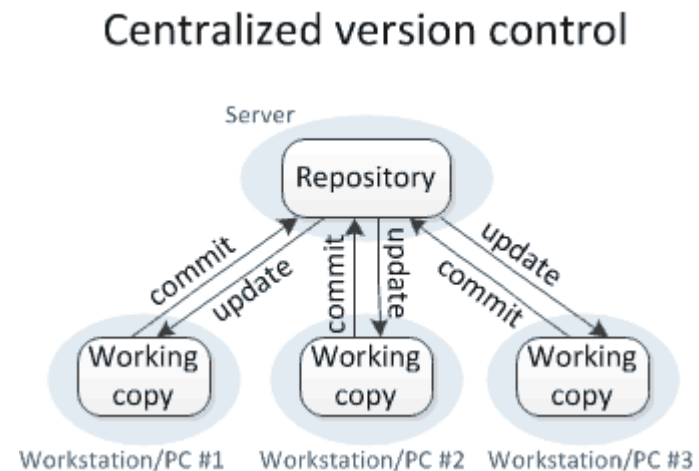 Centralized version control
Server
Repository
commit
update
commit
update
update
commit
Working
copy
Working
copy
Working
copy
Workstation/PC #1
Workstation/PC #2
Workstation/PC #3